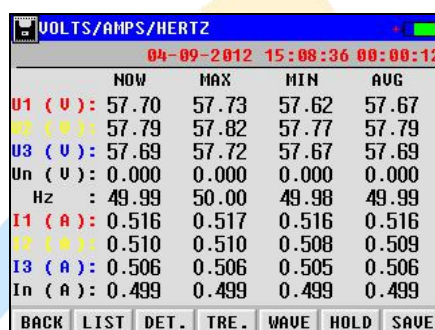 VOLTS/AMPS/HERTZ
04-09-2012 15:08:36 00:00:12
NOW MAX MIN AVG
U1 ( V ): 57.70 57.73 57.62 57.67
U2 ( V ): 57.79 57.82 57.77 57.79
U3 ( V ): 57.69 57.72 57.67 57.69
Un ( V ): 0.000 0.000 0.000 0.000
Hz : 49.99 50.00 49.98 49.99
I1 ( A ): 0.516 0.517 0.516 0.516
I2 ( A ): 0.510 0.510 0.508 0.509
I3 ( A ): 0.506 0.506 0.505 0.506
In ( A ): 0.499 0.499 0.499 0.499
BACK LIST DET. TRE. WAVE HOLD SAVE